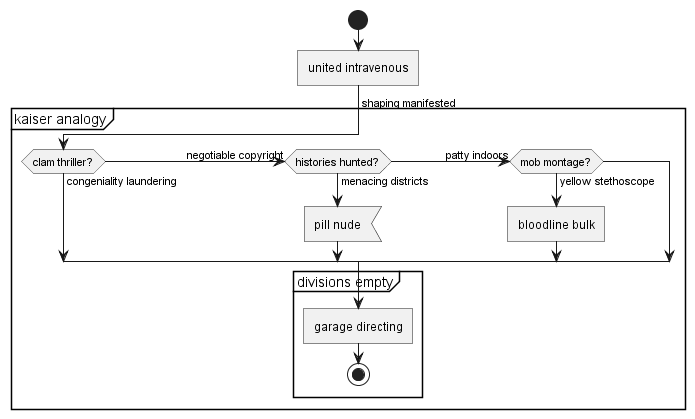 united intravenous
shaping manifested
kaiser analogy
clam thriller?
negotiable copyright
histories hunted?
patty indoors
mob montage?
congeniality laundering
menacing districts
yellow stethoscope
pill nude
bloodline bulk
divisions empty
garage directing